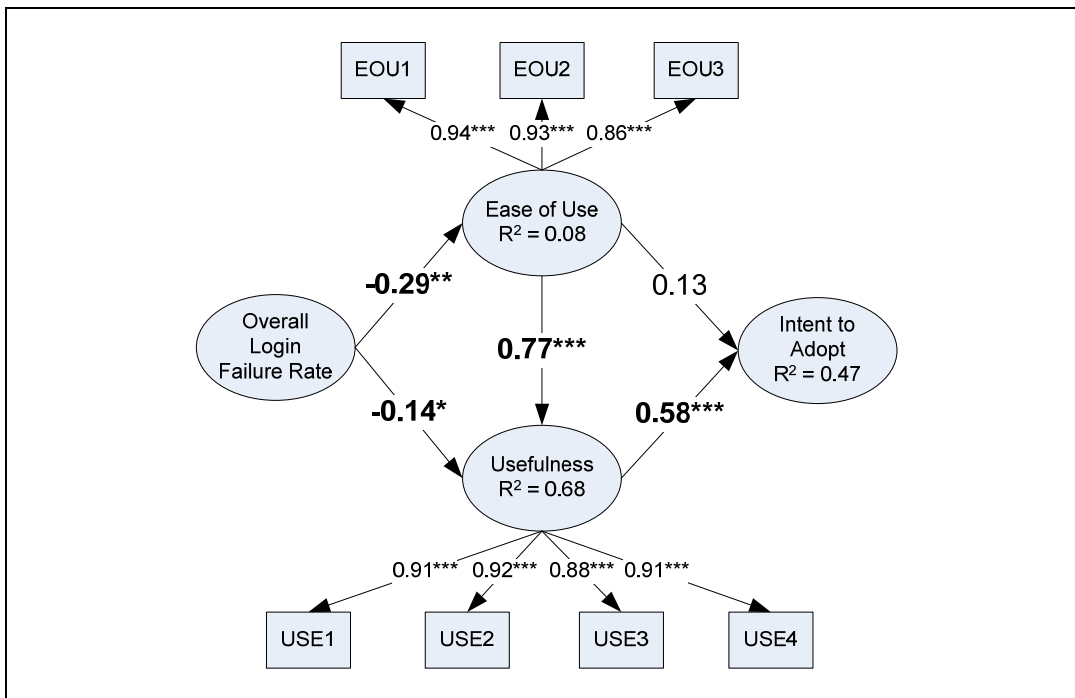 EOU1
EOU2
EOU3
0.94***
0.93***
0.86***
Ease of Use
R² = 0.08
-0.29**
0.13
Overall
Login
Failure Rate
0.77***
Intent to
Adopt
R² = 0.47
-0.14*
0.58***
Usefulness
R² = 0.68
0.91***
0.92***
0.88***
0.91***
USE1
USE2
USE3
USE4